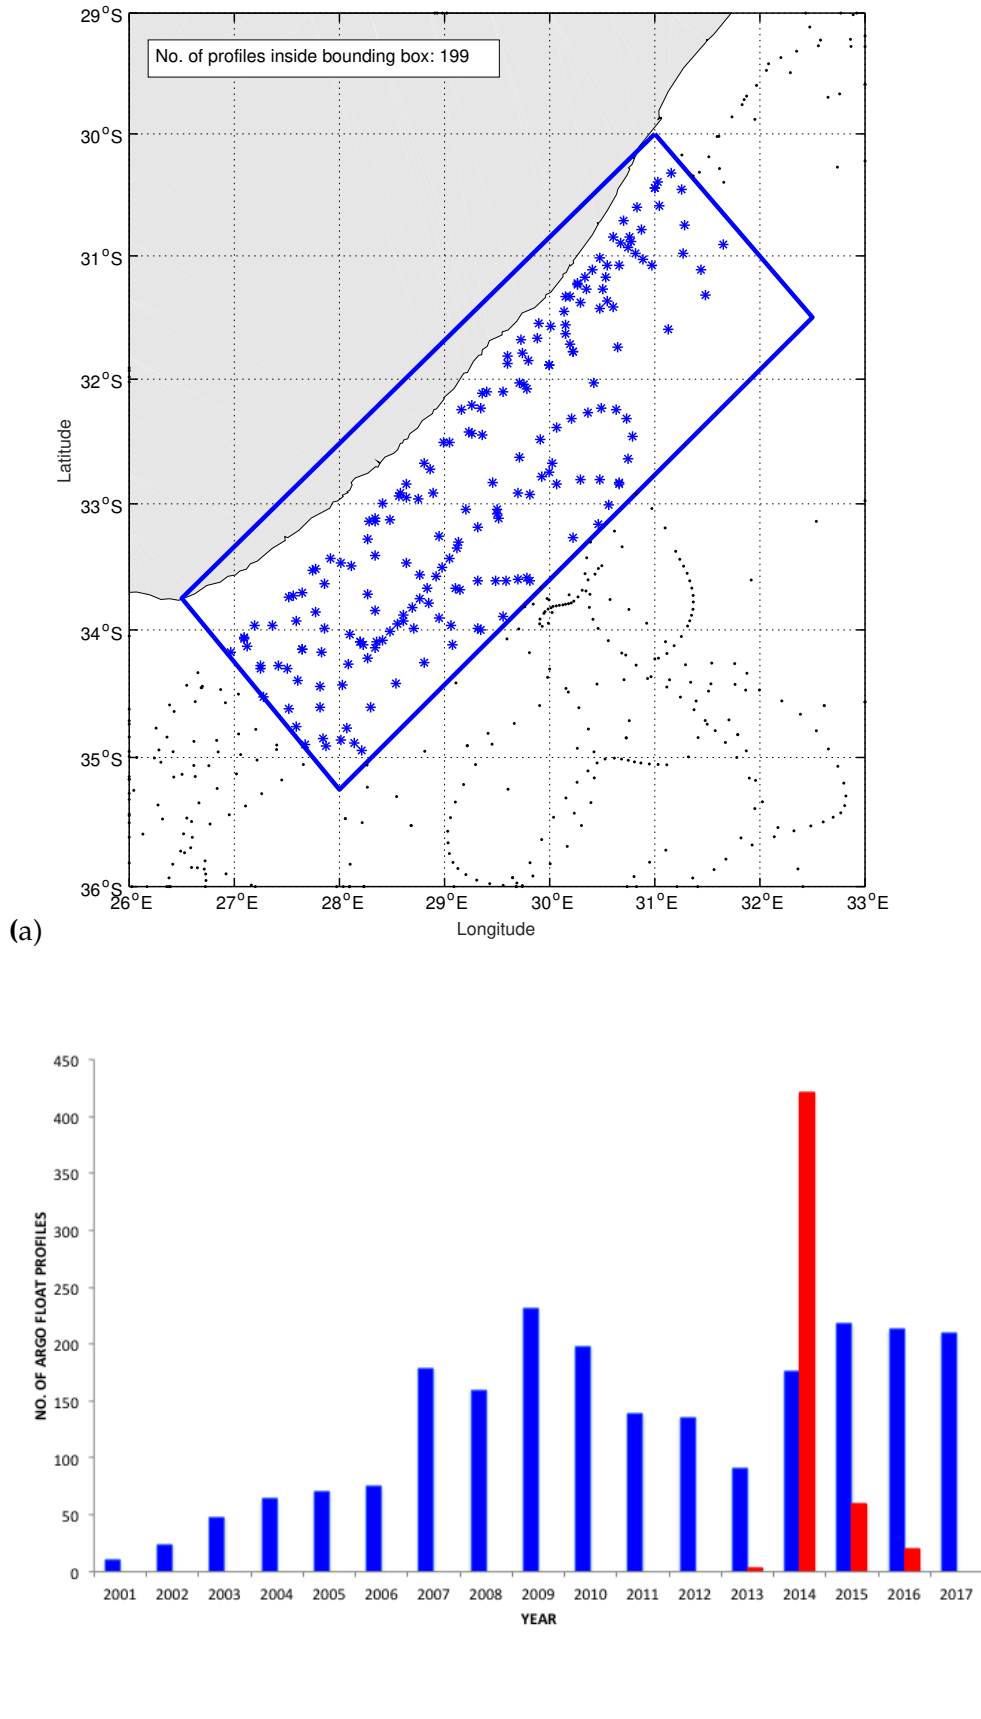 29°S
No. of profiles inside bounding box: 199
30°S
31°S
32°S
Latitude
33°S
34°S
35°S
36°S
26°E 27°E 28°E 29°E 30°E 31°E 32°E 33°E
Longitude
(a)
450
400
350
300
250
200
150
100
50
0
NO. OF ARGO FLOAT PROFILES
2001 2002 2003 2004 2005 2006 2007 2008 2009 2010 2011 2012 2013 2014 2015 2016 2017
YEAR